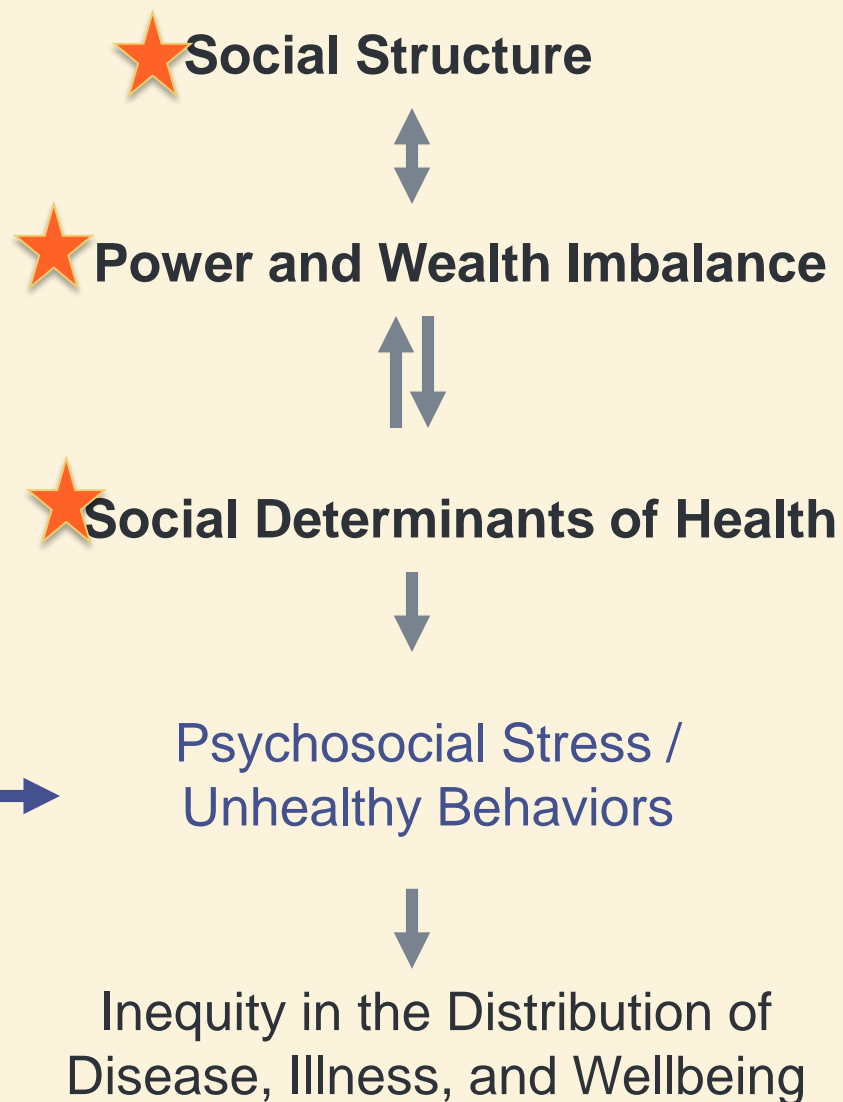 Social Structure
Power and Wealth Imbalance
Social Determinants of Health
Psychosocial Stress /
Unhealthy Behaviors
Inequity in the Distribution of
Disease, Illness, and Wellbeing